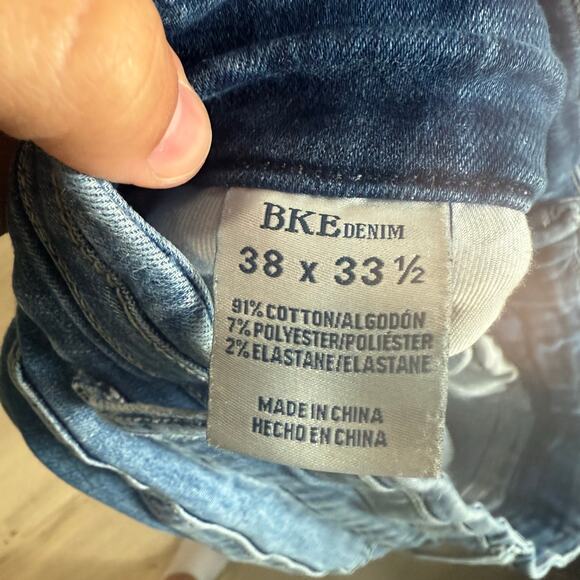 BKE DENIM
38 x 33 ½
91% COTTON/ALGODÓN
7% POLYESTER/POLIÉSTER
2% ELASTANE/ELASTANE
MADE IN CHINA
HECHO EN CHINA